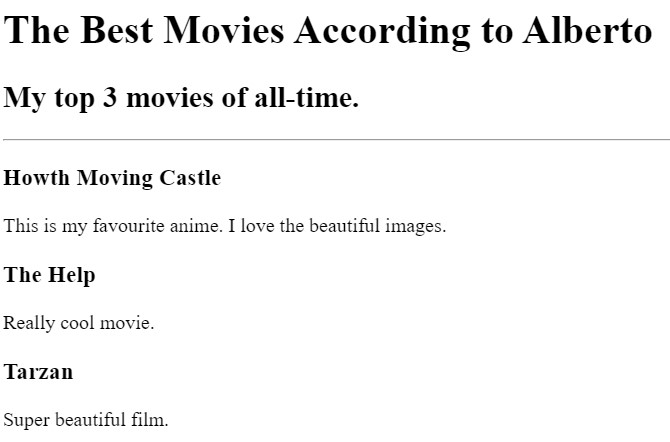 The Best Movies According to Alberto
My top 3 movies of all-time.
Howth Moving Castle
This is my favourite anime. I love the beautiful images.
The Help
Really cool movie.
Tarzan
Super beautiful film.